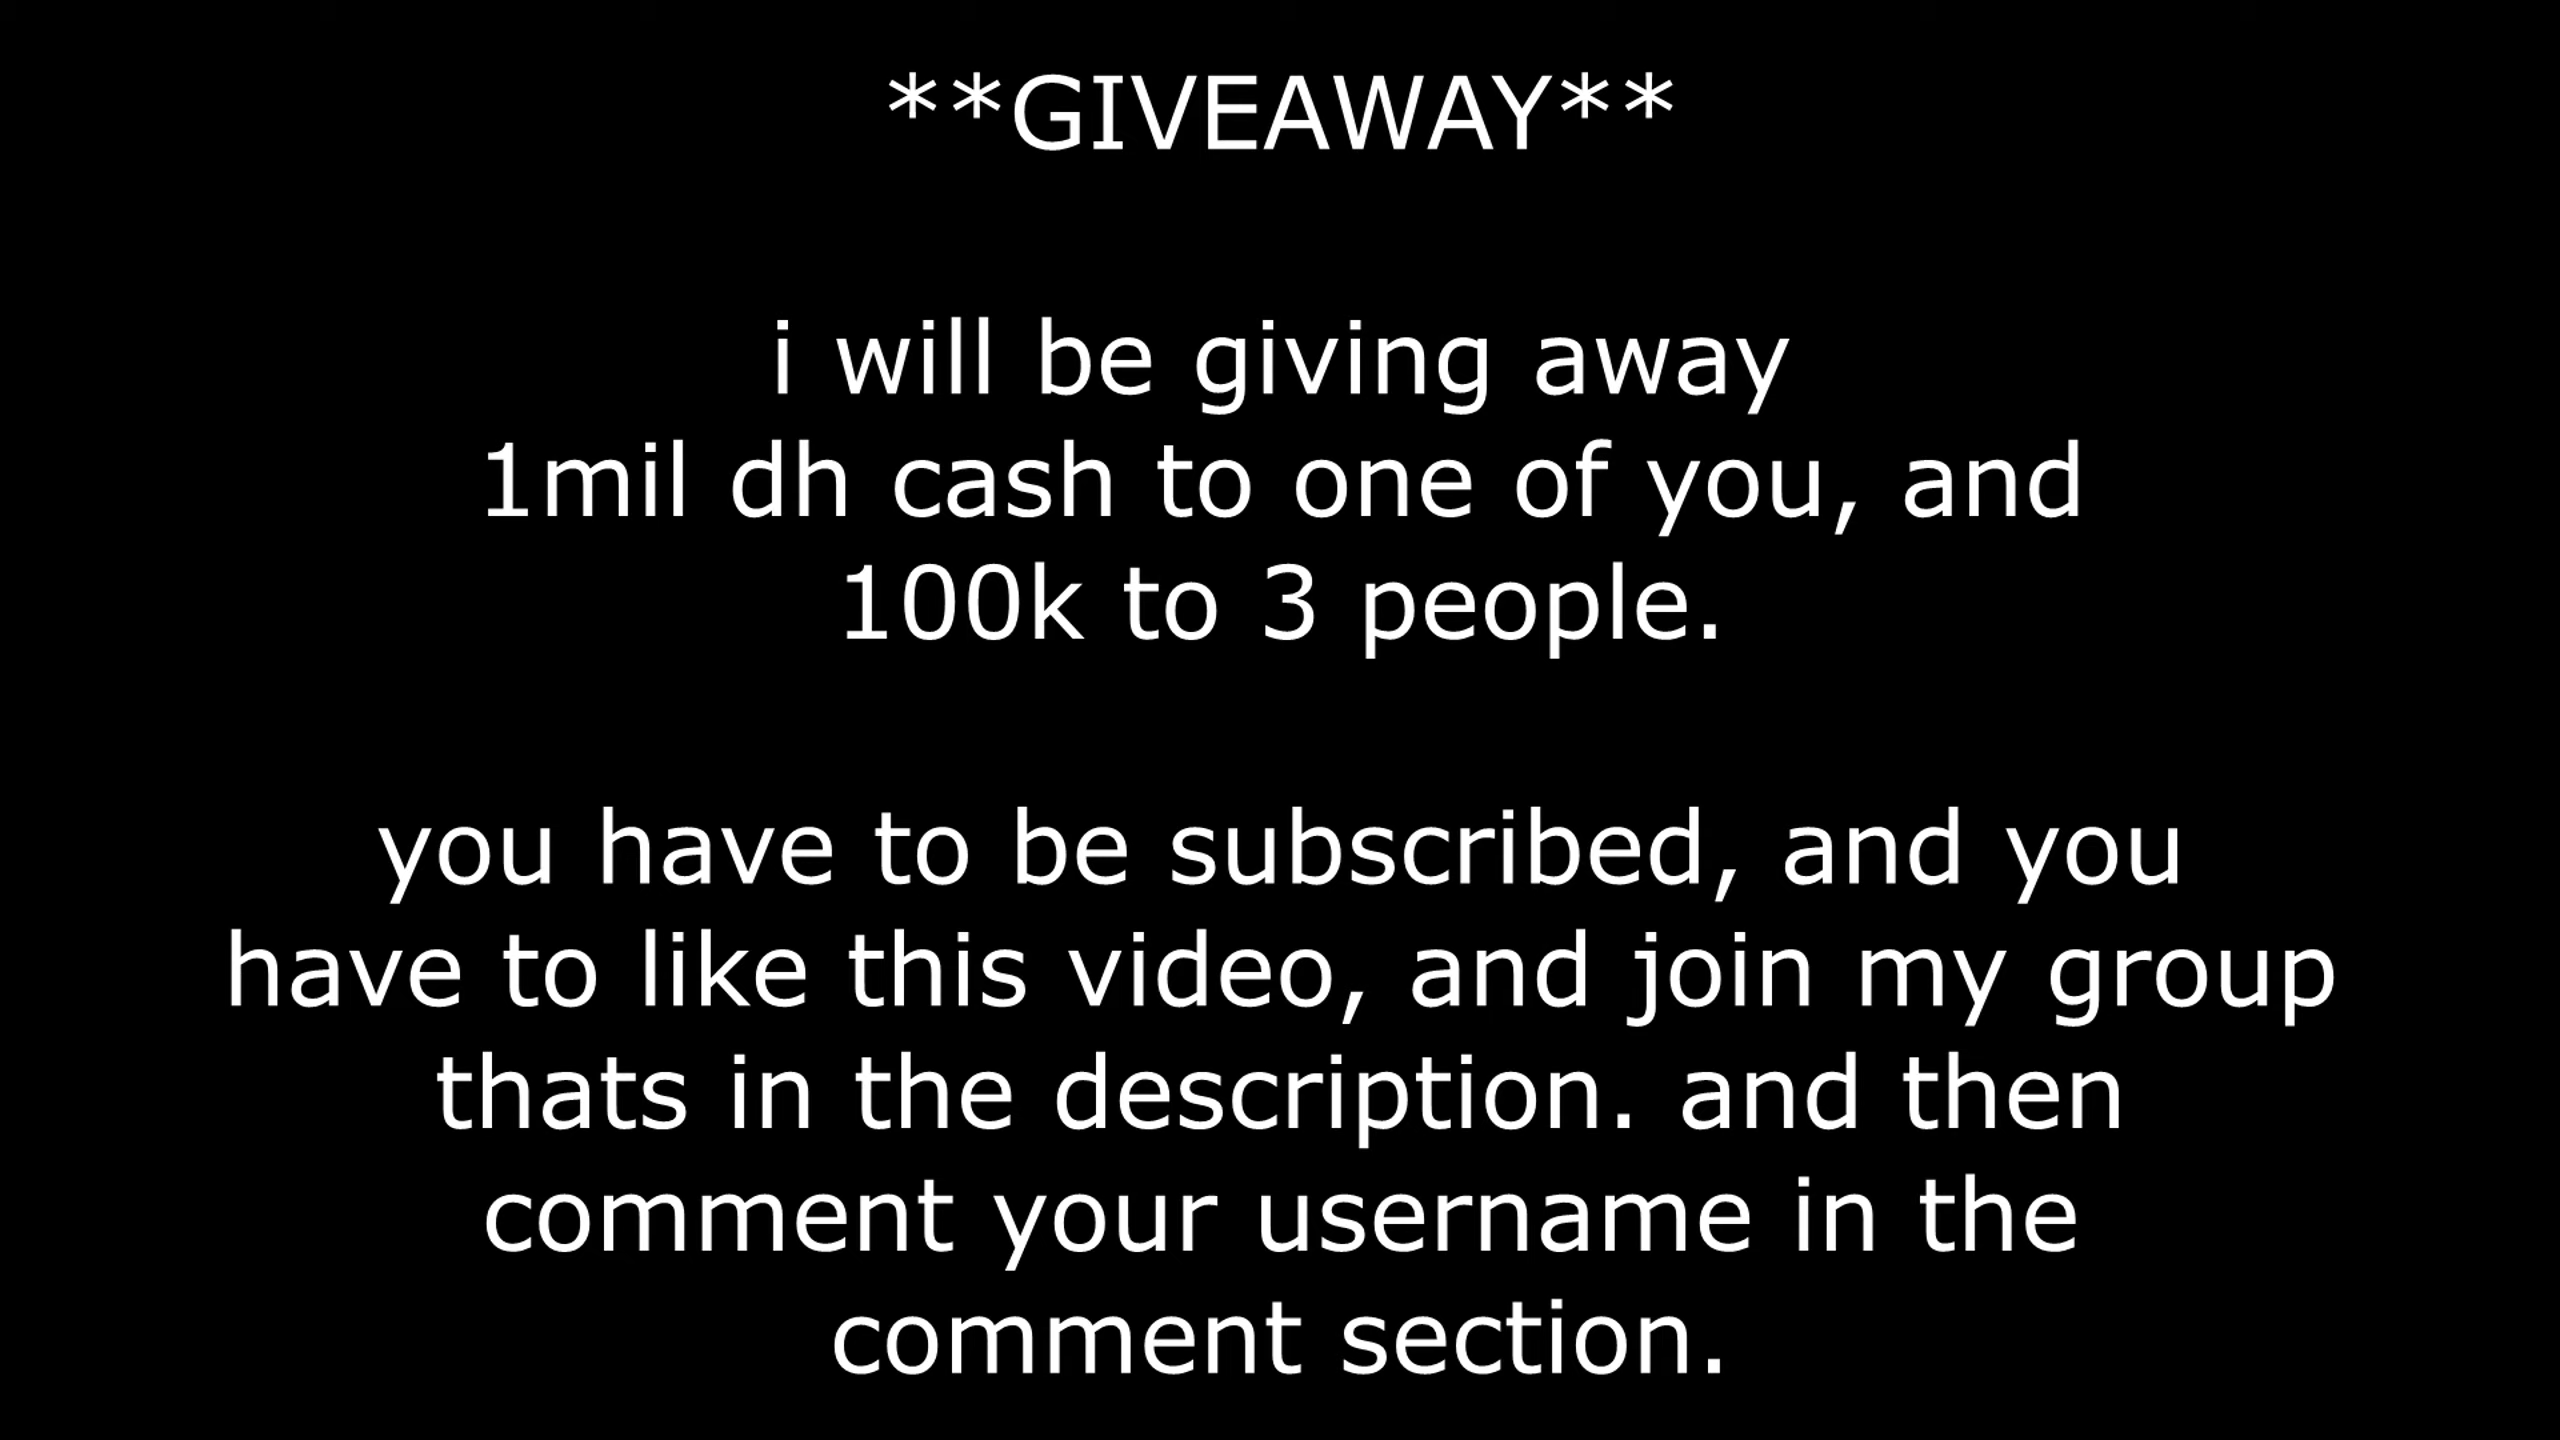 **GIVEAWAY**
i will be giving away
1mil dh cash to one of you, and
100k to 3 people.
you have to be subscribed, and you
have to like this video, and join my group
thats in the description. and then
comment your username in the
comment section.